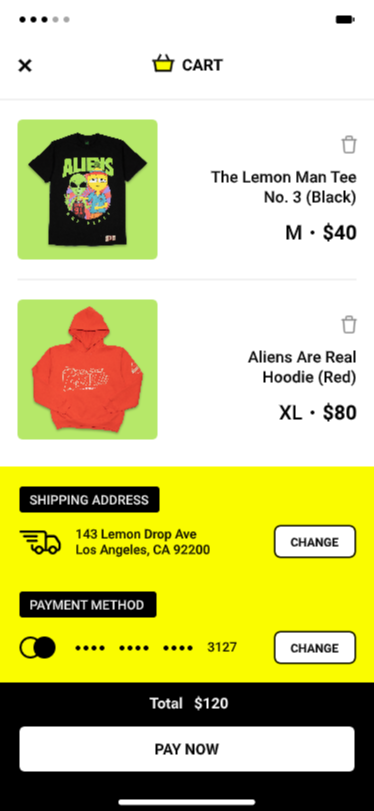 CART
ALIENS
The Lemon Man Tee
No. 3 (Black)
M • $40
Aliens Are Real
Hoodie (Red)
XL • $80
SHIPPING ADDRESS
143 Lemon Drop Ave
Los Angeles, CA 92200
CHANGE
PAYMENT METHOD
•••• •••• •••• 3127
CHANGE
Total $120
PAY NOW